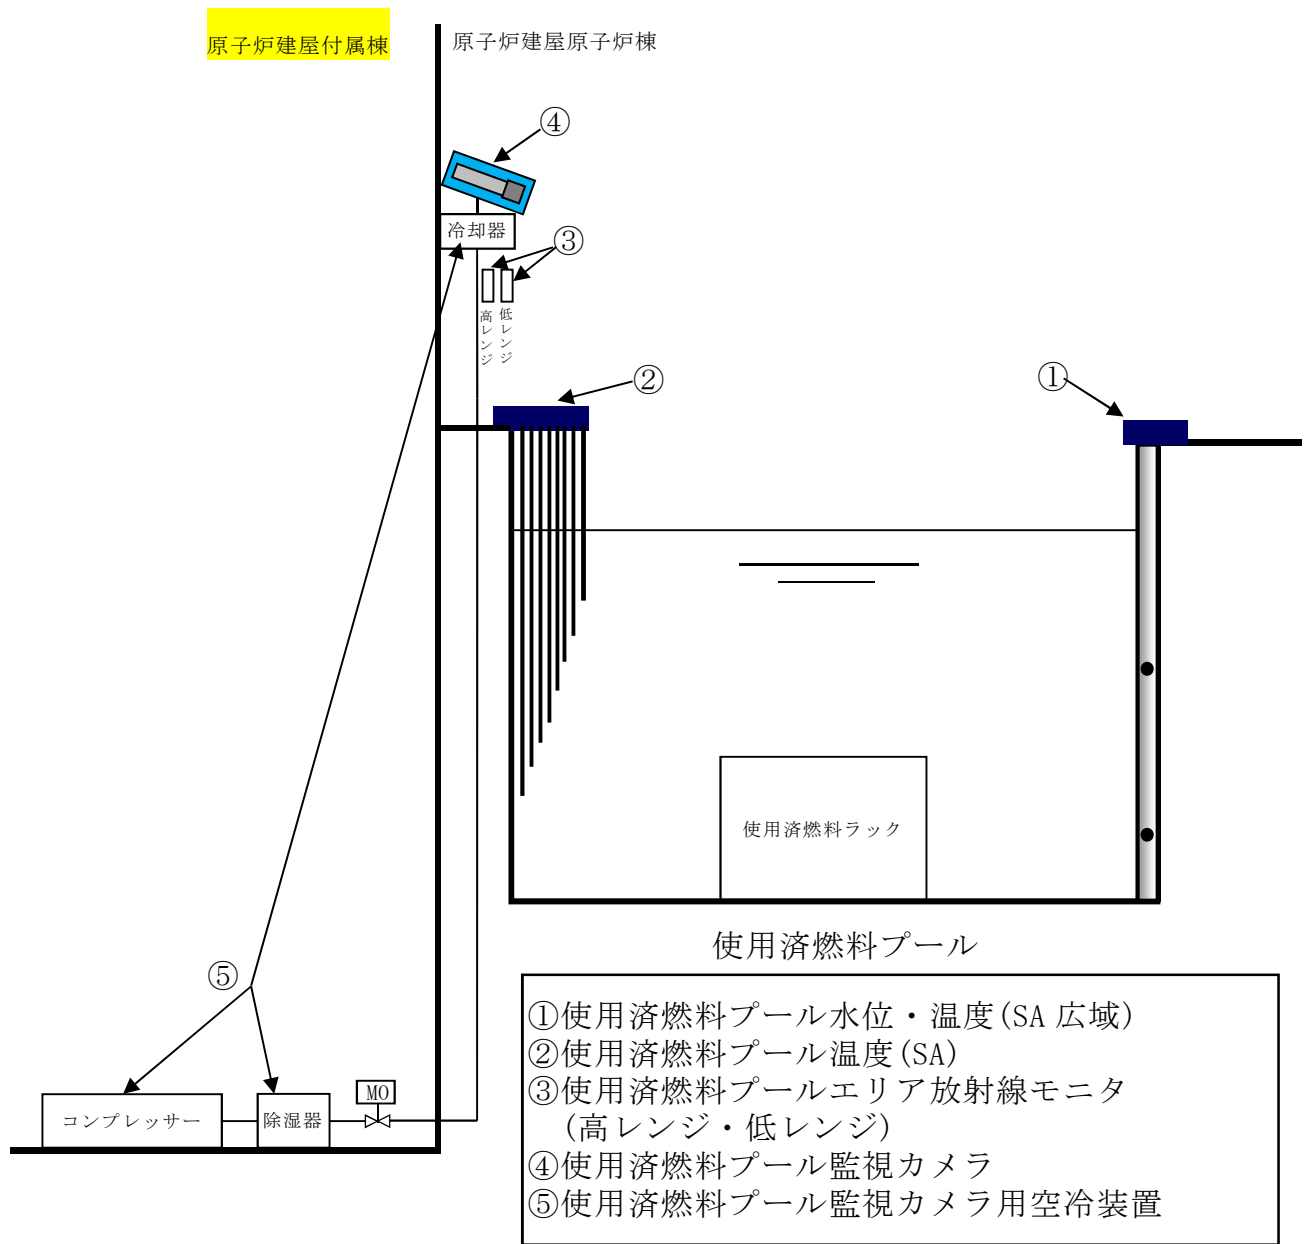 原子炉建屋付属棟
原子炉建屋原子炉棟
④
冷却器
③
高レンジ
低レンジ
②
①
使用済燃料ラック
使用済燃料プール
⑤
MO
コンプレッサー
除湿器
①使用済燃料プール水位・温度(SA 広域)
②使用済燃料プール温度(SA)
③使用済燃料プールエリア放射線モニタ
(高レンジ・低レンジ)
④使用済燃料プール監視カメラ
⑤使用済燃料プール監視カメラ用空冷装置